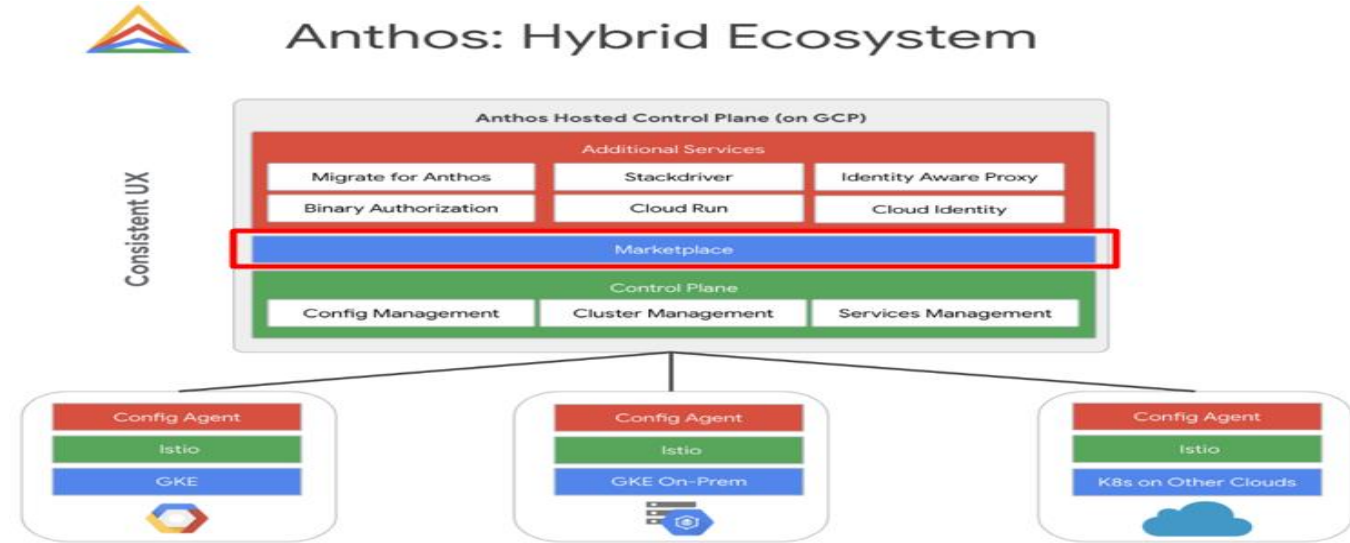 Anthos: Hybrid Ecosystem
Consistent UX
Anthos Hosted Control Plane (on GCP)
Additional Services
Migrate for Anthos
Stackdriver
Identity Aware Proxy
Binary Authorization
Cloud Run
Cloud Identity
Marketplace
Control Plane
Config Management
Cluster Management
Services Management
Config Agent
Istio
GKE
Config Agent
Istio
GKE On-Prem
Config Agent
Istio
K8s on Other Clouds